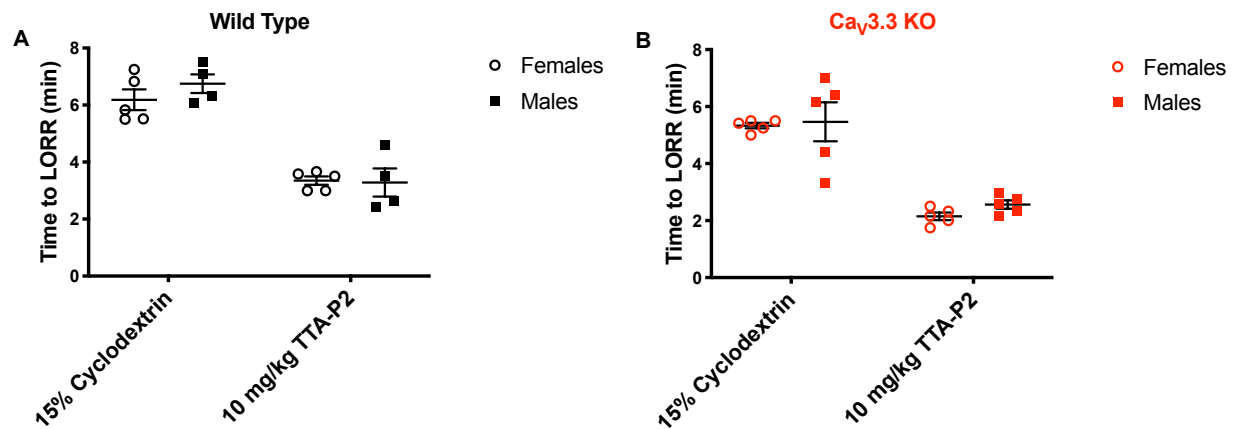 A
Wild Type
Time to LORR (min)
8
6
4
2
0
15% Cyclodextrin
10 mg/kg TTA-P2
Females
Males
B
CaV3.3 KO
Time to LORR (min)
8
6
4
2
0
15% Cyclodextrin
10 mg/kg TTA-P2
Females
Males